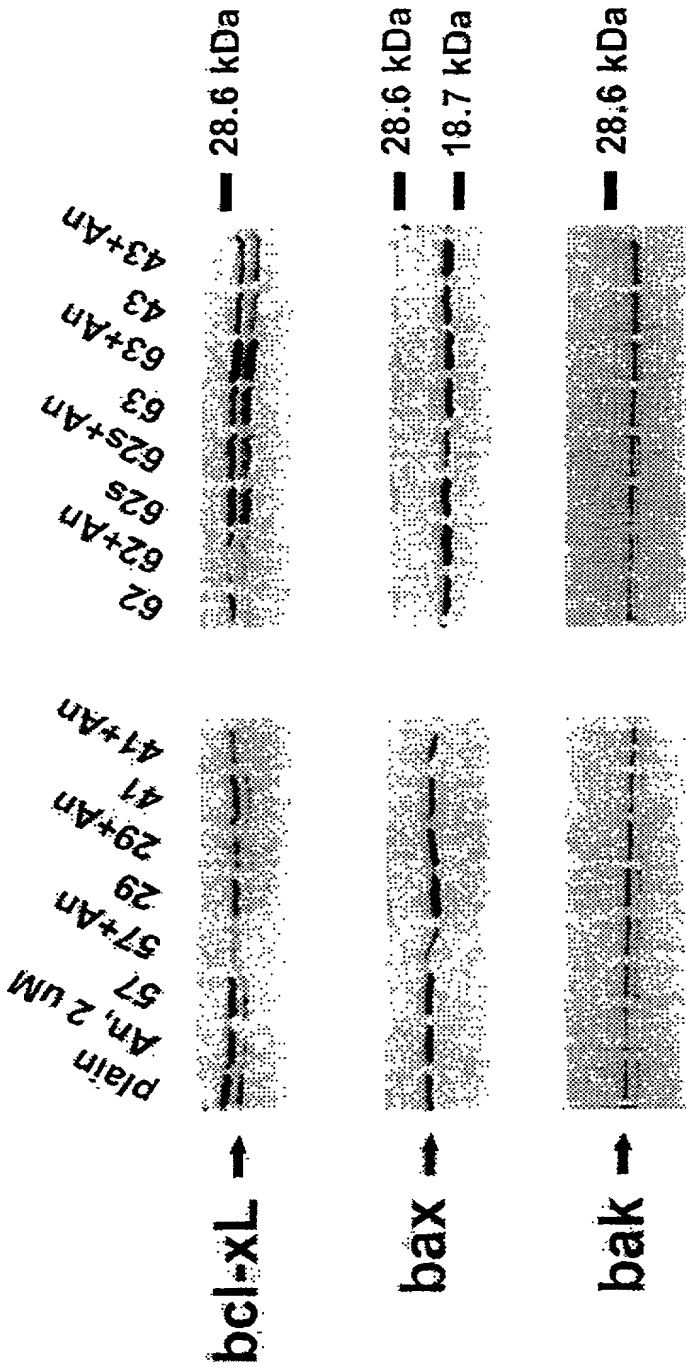 plain
An, 2 uM
57
57+An
29
29+An
41
41+An
62
62+An
62s
62s+An
63
63+An
43
43+An
bcl-xL
28.6 kDa
bax
28.6 kDa
18.7 kDa
bak
28.6 kDa